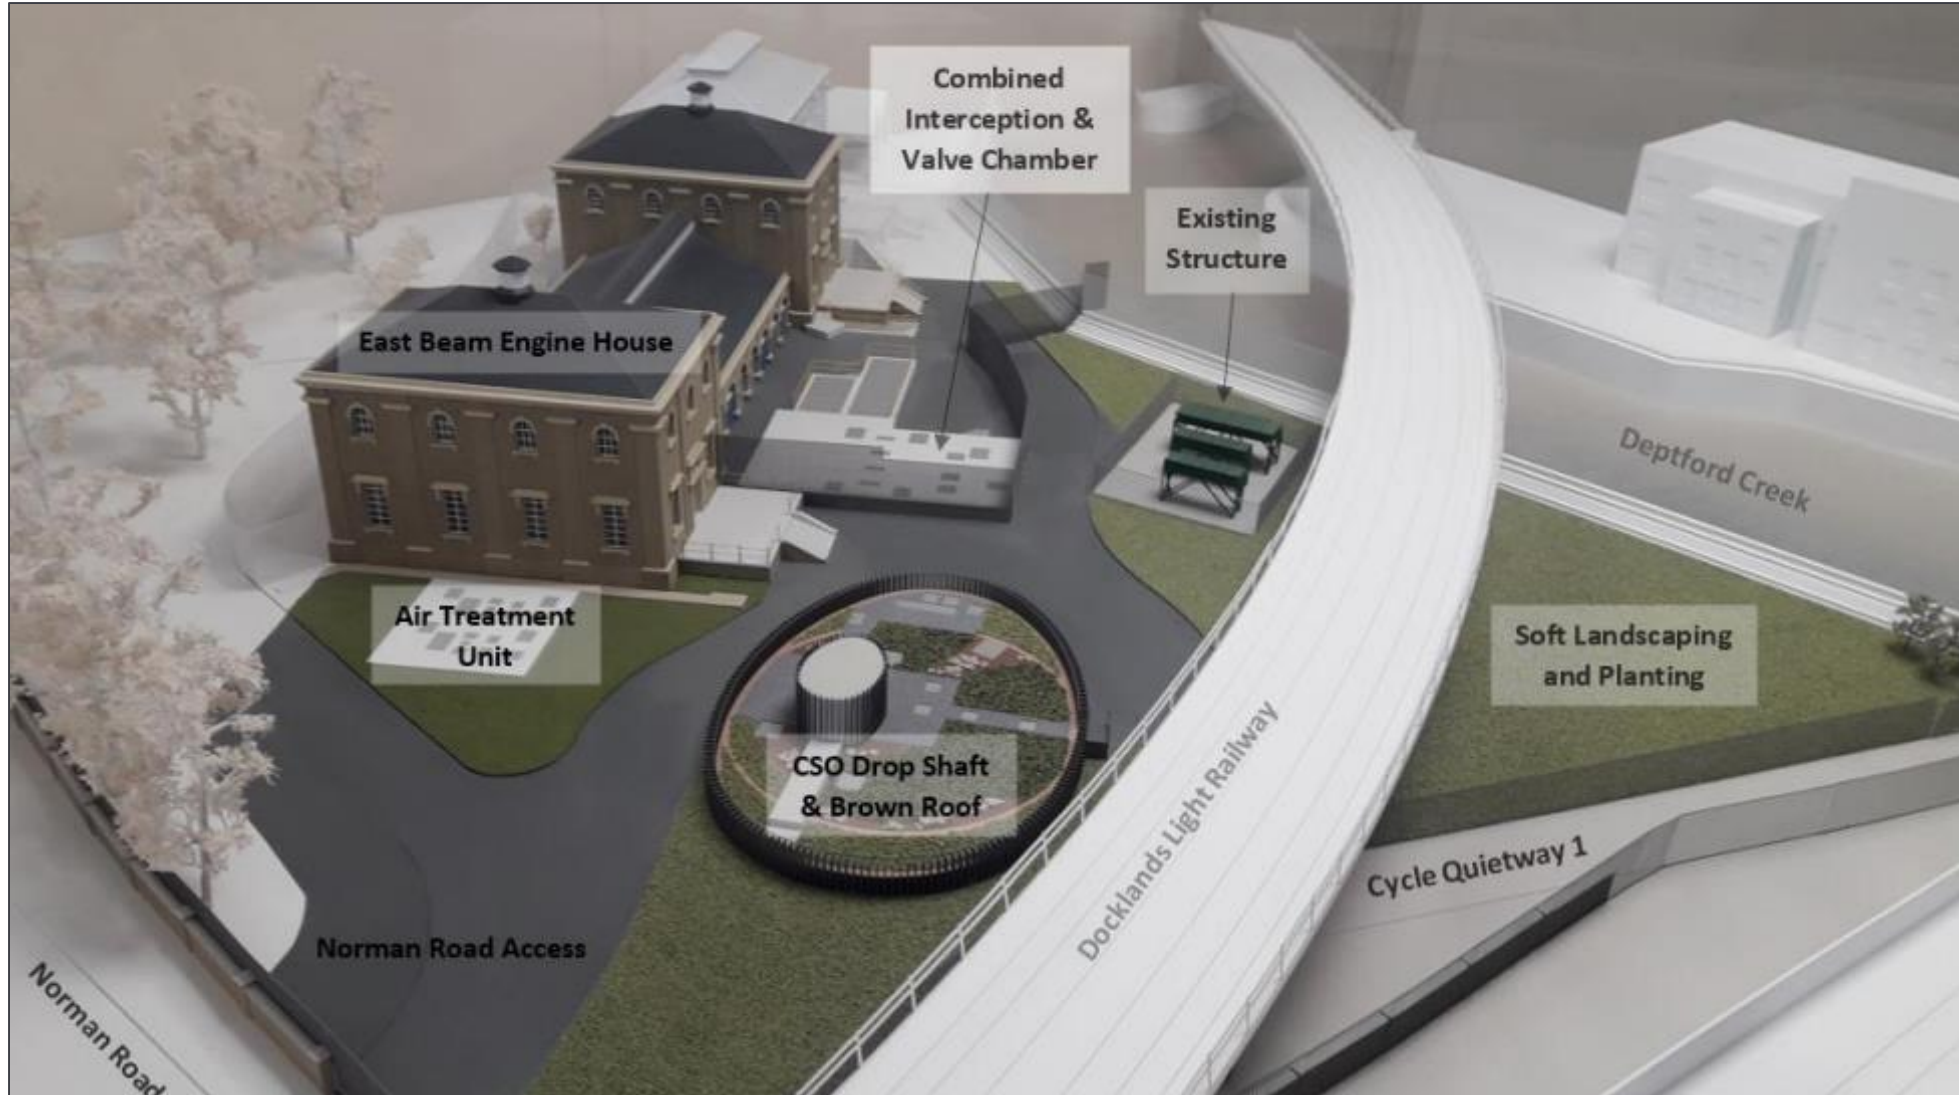 Combined
Interception &
Valve Chamber
Existing
Structure
East Beam Engine House
Deptford Creek
Air Treatment
Unit
Soft Landscaping
and Planting
CSO Drop Shaft
& Brown Roof
Docklands Light Railway
Cycle Quietway 1
Norman Road Access
Norman Road